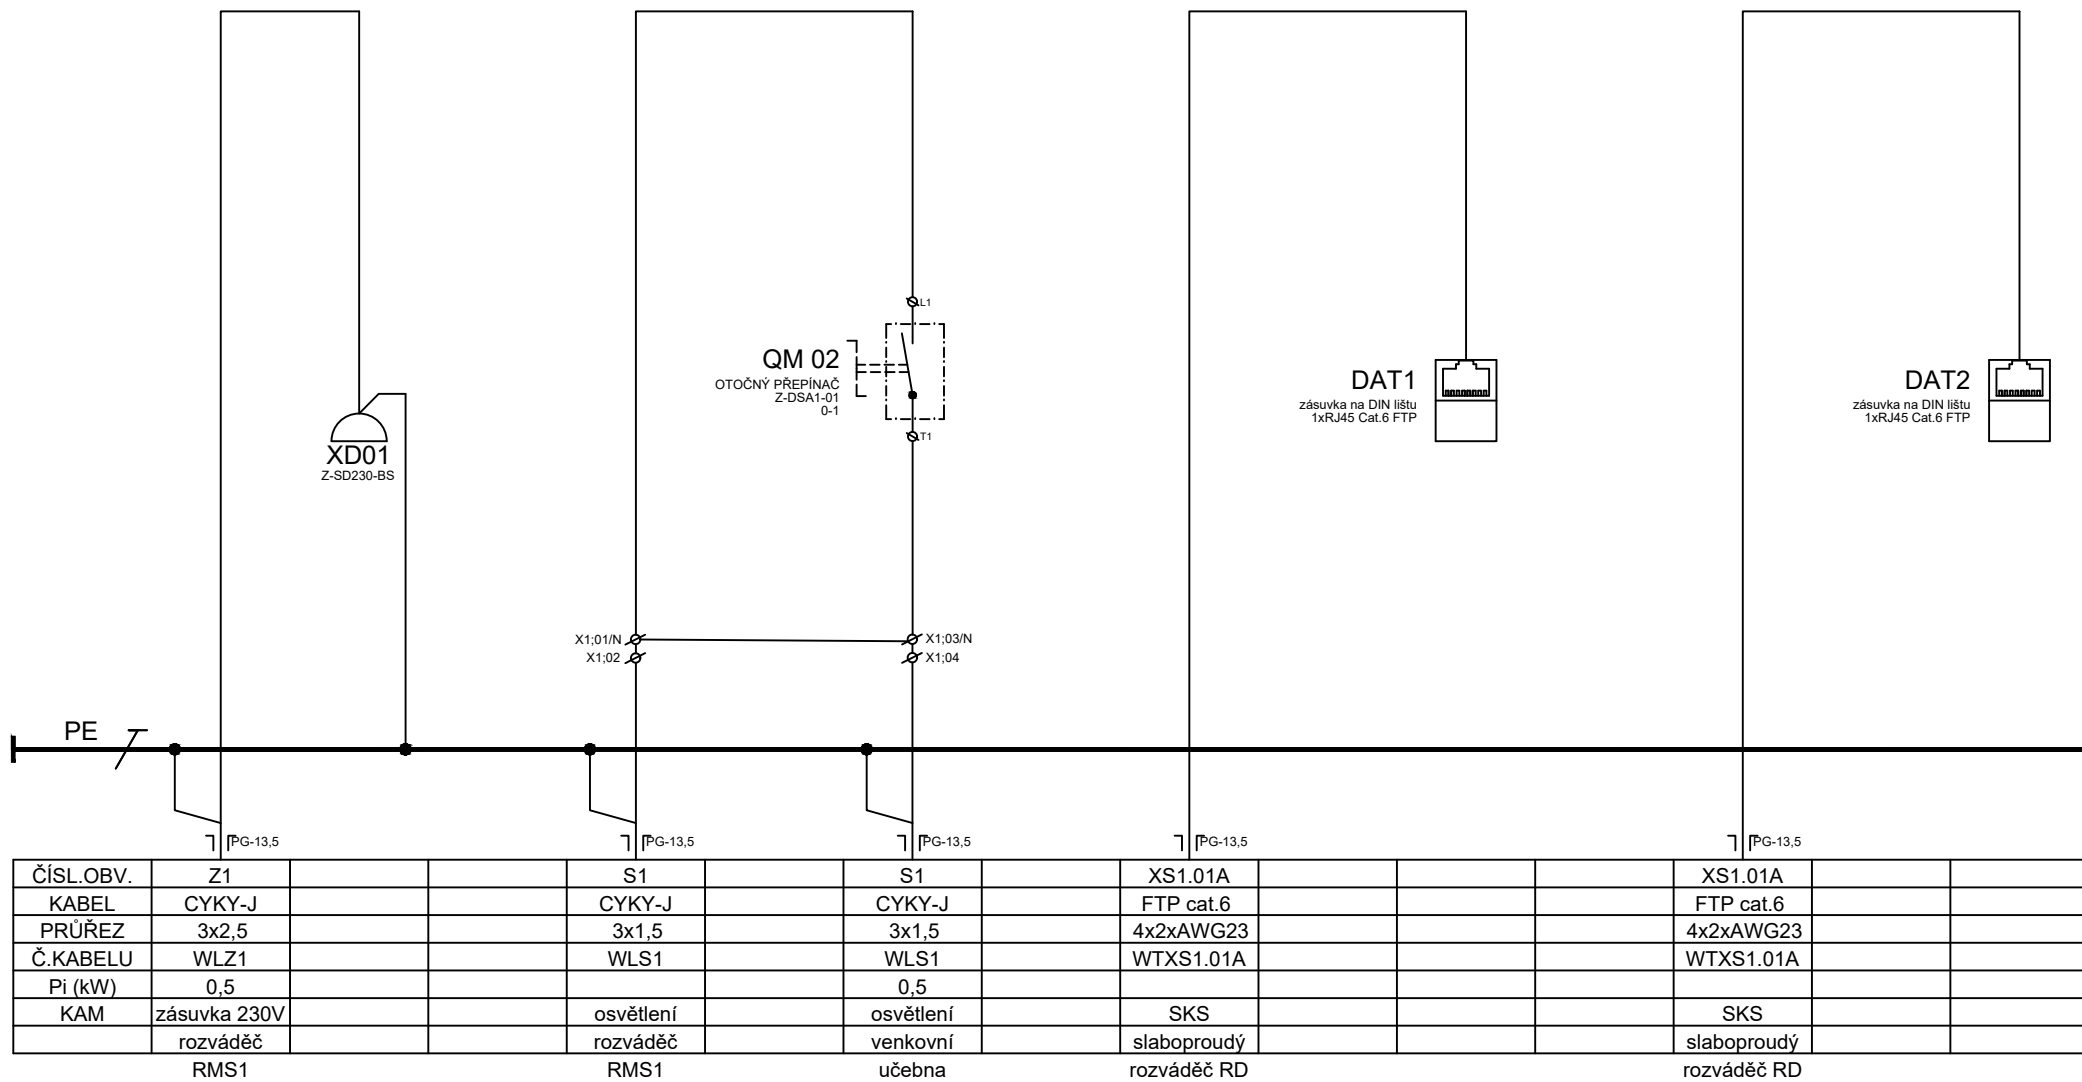 L1
QM 02
OTOČNÝ PŘEPÍNAČ
Z-DSA1-01
0-1
T1
DAT1
zásuvka na DIN lištu
1xRJ45 Cat.6 FTP
DAT2
zásuvka na DIN lištu
1xRJ45 Cat.6 FTP
XD01
Z-SD230-BS
X1;01/N
X1;02
X1;03/N
X1;04
PE
PG-13,5
PG-13,5
PG-13,5
PG-13,5
PG-13,5
ČÍSL.OBV. Z1 S1 S1 XS1.01A XS1.01A
KABEL CYKY-J CYKY-J CYKY-J FTP cat.6 FTP cat.6
PRŮŘEZ 3x2,5 3x1,5 3x1,5 4x2xAWG23 4x2xAWG23
Č.KABELU WLZ1 WLS1 WLS1 WTXS1.01A WTXS1.01A
Pi (kW) 0,5 0,5
KAM zásuvka 230V osvětlení osvětlení SKS SKS
rozváděč rozváděč venkovní slaboproudý slaboproudý
RMS1 RMS1 učebna rozváděč RD rozváděč RD